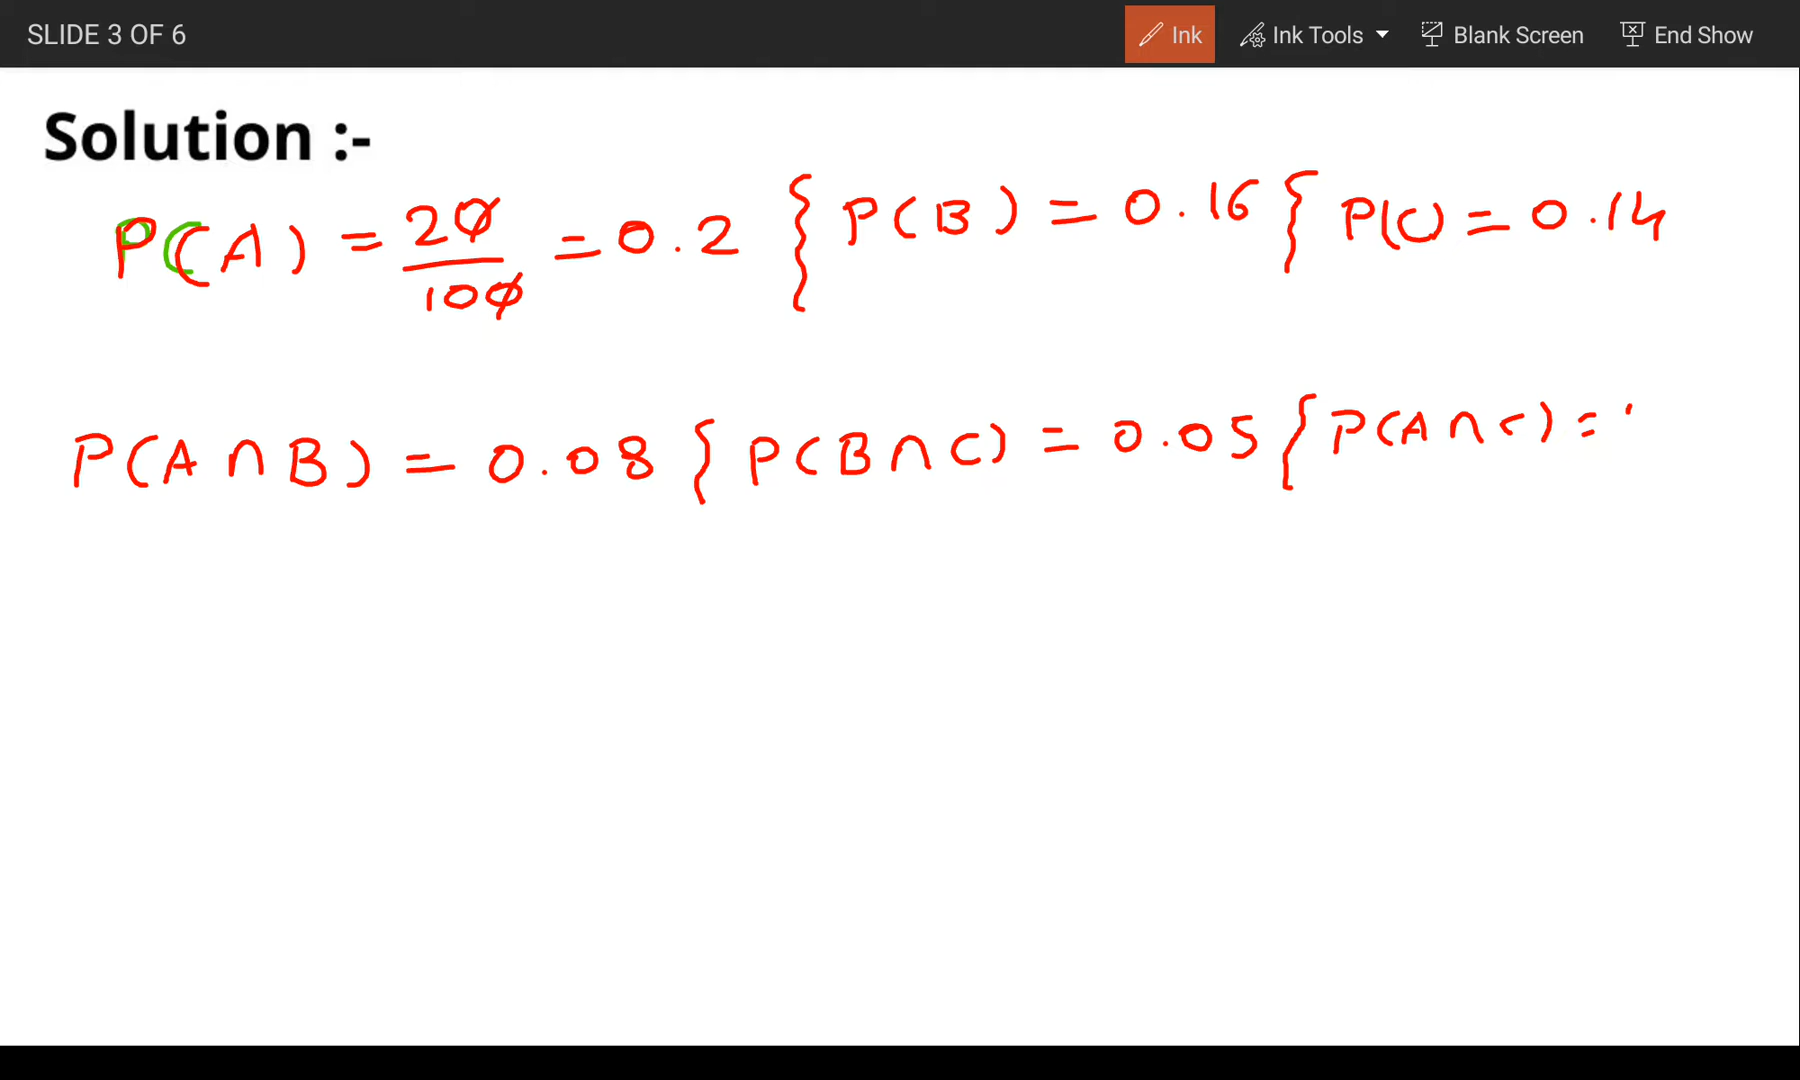 SLIDE 3 OF 6 Ink Ink Tools Blank Screen End Show
Solution :-
P(A) = 20/100 = 0.2 { P(B) = 0.16 { P(C) = 0.14
P(A∩B) = 0.08 { P(B∩C) = 0.05 { P(A∩C) =